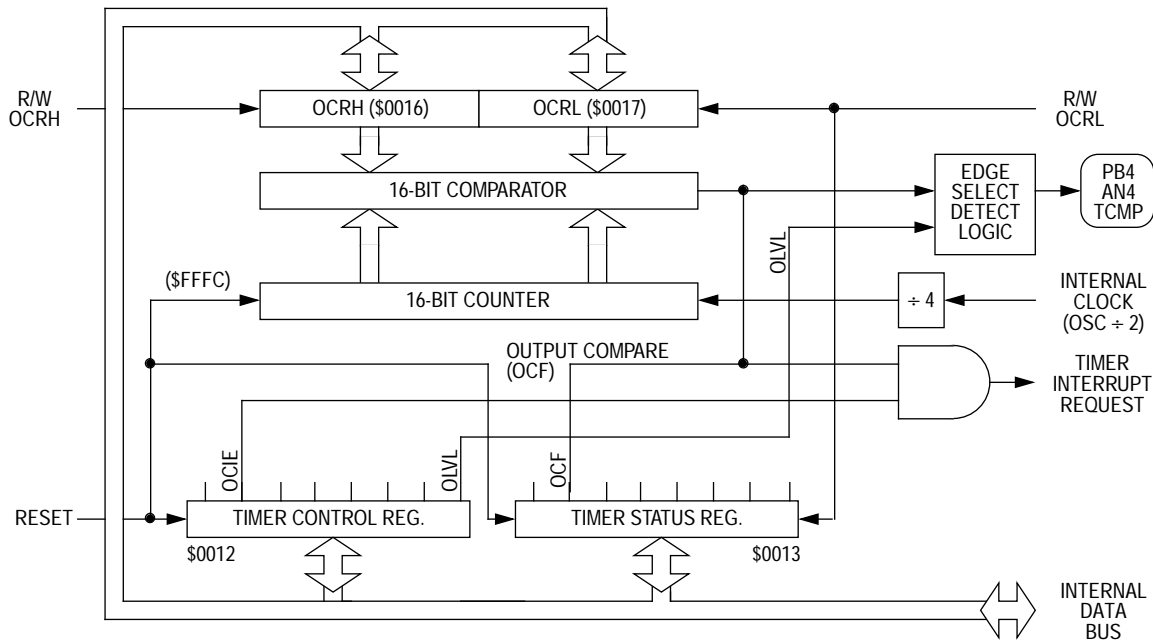 R/W
OCRH
OCRH ($0016)
OCRL ($0017)
R/W
OCRL
16-BIT COMPARATOR
EDGE
SELECT
DETECT
LOGIC
PB4
AN4
TCMP
OLVL
($FFFC)
16-BIT COUNTER
÷ 4
INTERNAL
CLOCK
(OSC ÷ 2)
OUTPUT COMPARE
(OCF)
TIMER
INTERRUPT
REQUEST
OCIE
OLVL
OCF
RESET
TIMER CONTROL REG.
TIMER STATUS REG.
$0012
$0013
INTERNAL
DATA
BUS